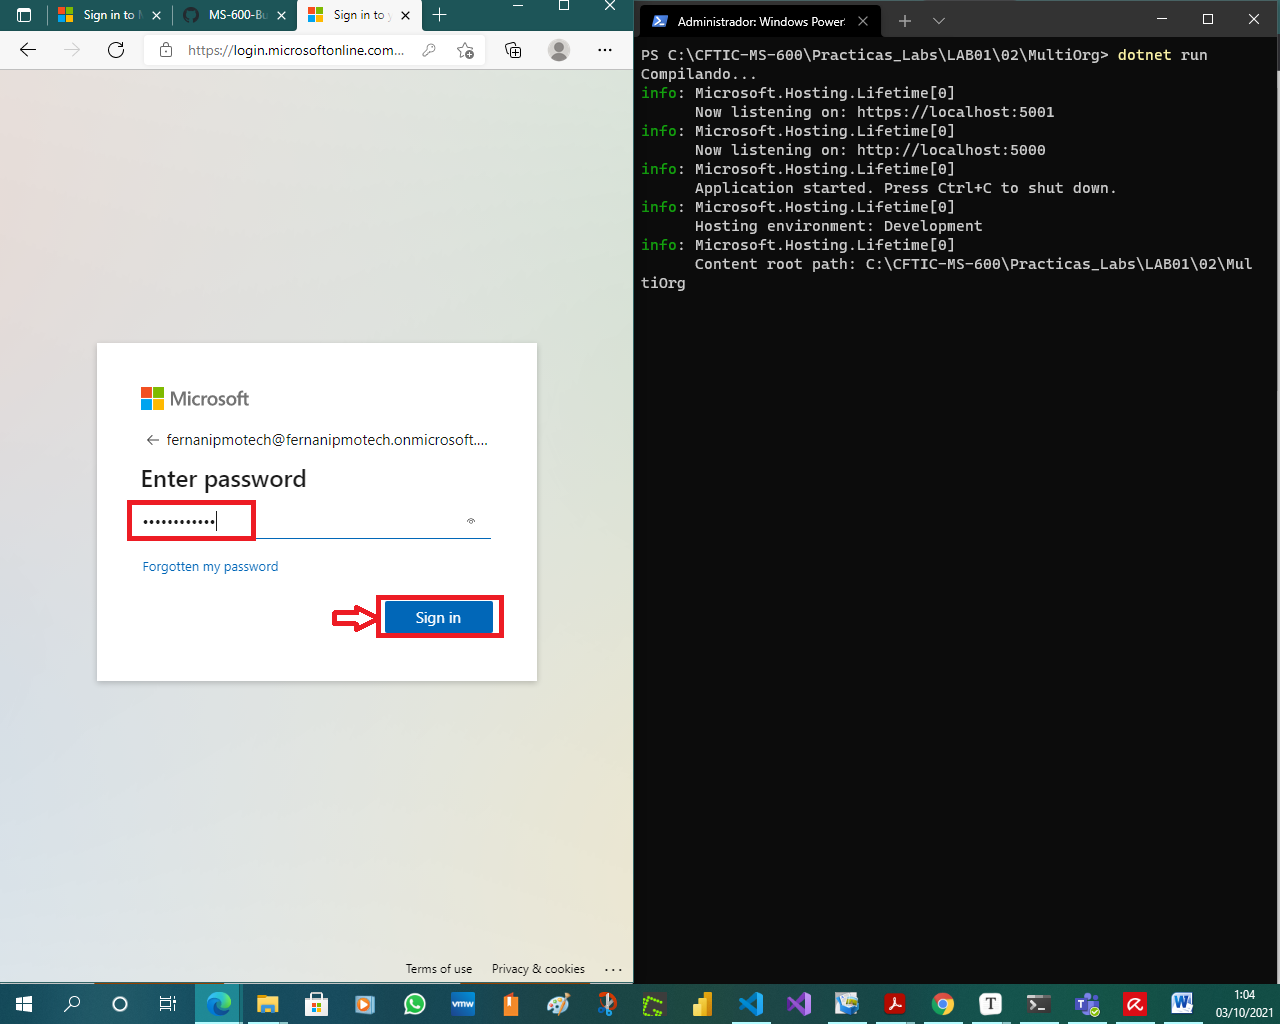 Sign in to M
MS-600-Bu
Sign in to y
https://login.microsoftonline.com...
Microsoft
fernanipmotech@fernanipmotech.onmicrosoft....
Enter password
••••••••••••
Forgotten my password
Sign in
Terms of use
Privacy & cookies
Administrador: Windows PowerS
PS C:\CFTIC-MS-600\Practicas_Labs\LAB01\02\MultiOrg> dotnet run
Compilando...
info: Microsoft.Hosting.Lifetime[0]
Now listening on: https://localhost:5001
info: Microsoft.Hosting.Lifetime[0]
Now listening on: http://localhost:5000
info: Microsoft.Hosting.Lifetime[0]
Application started. Press Ctrl+C to shut down.
info: Microsoft.Hosting.Lifetime[0]
Hosting environment: Development
info: Microsoft.Hosting.Lifetime[0]
Content root path: C:\CFTIC-MS-600\Practicas_Labs\LAB01\02\Mul
tiOrg
vmw
1:04
03/10/2021